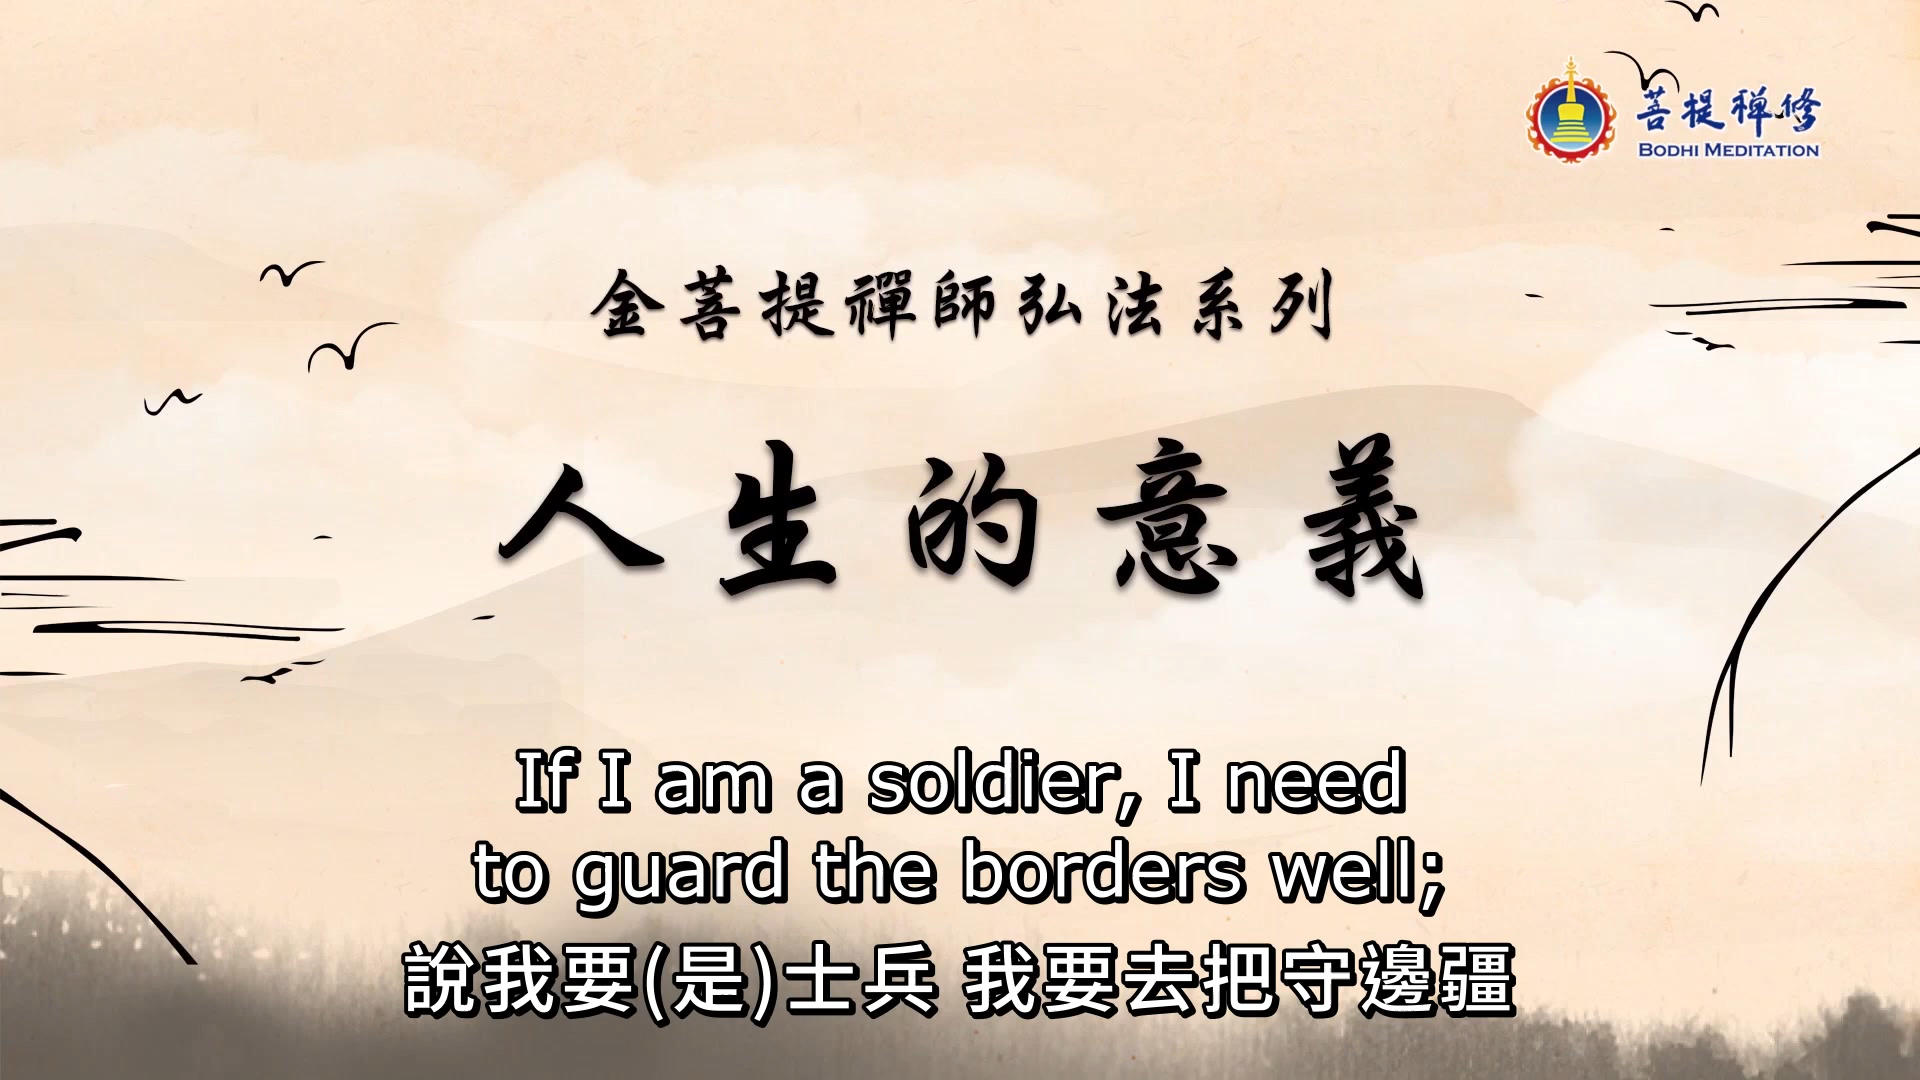 菩提禪修
BODHI MEDITATION
金菩提禪師弘法系列
人生的意義
If I am a soldier, I need
to guard the borders well;
說我要(是)士兵 我要去把守邊疆